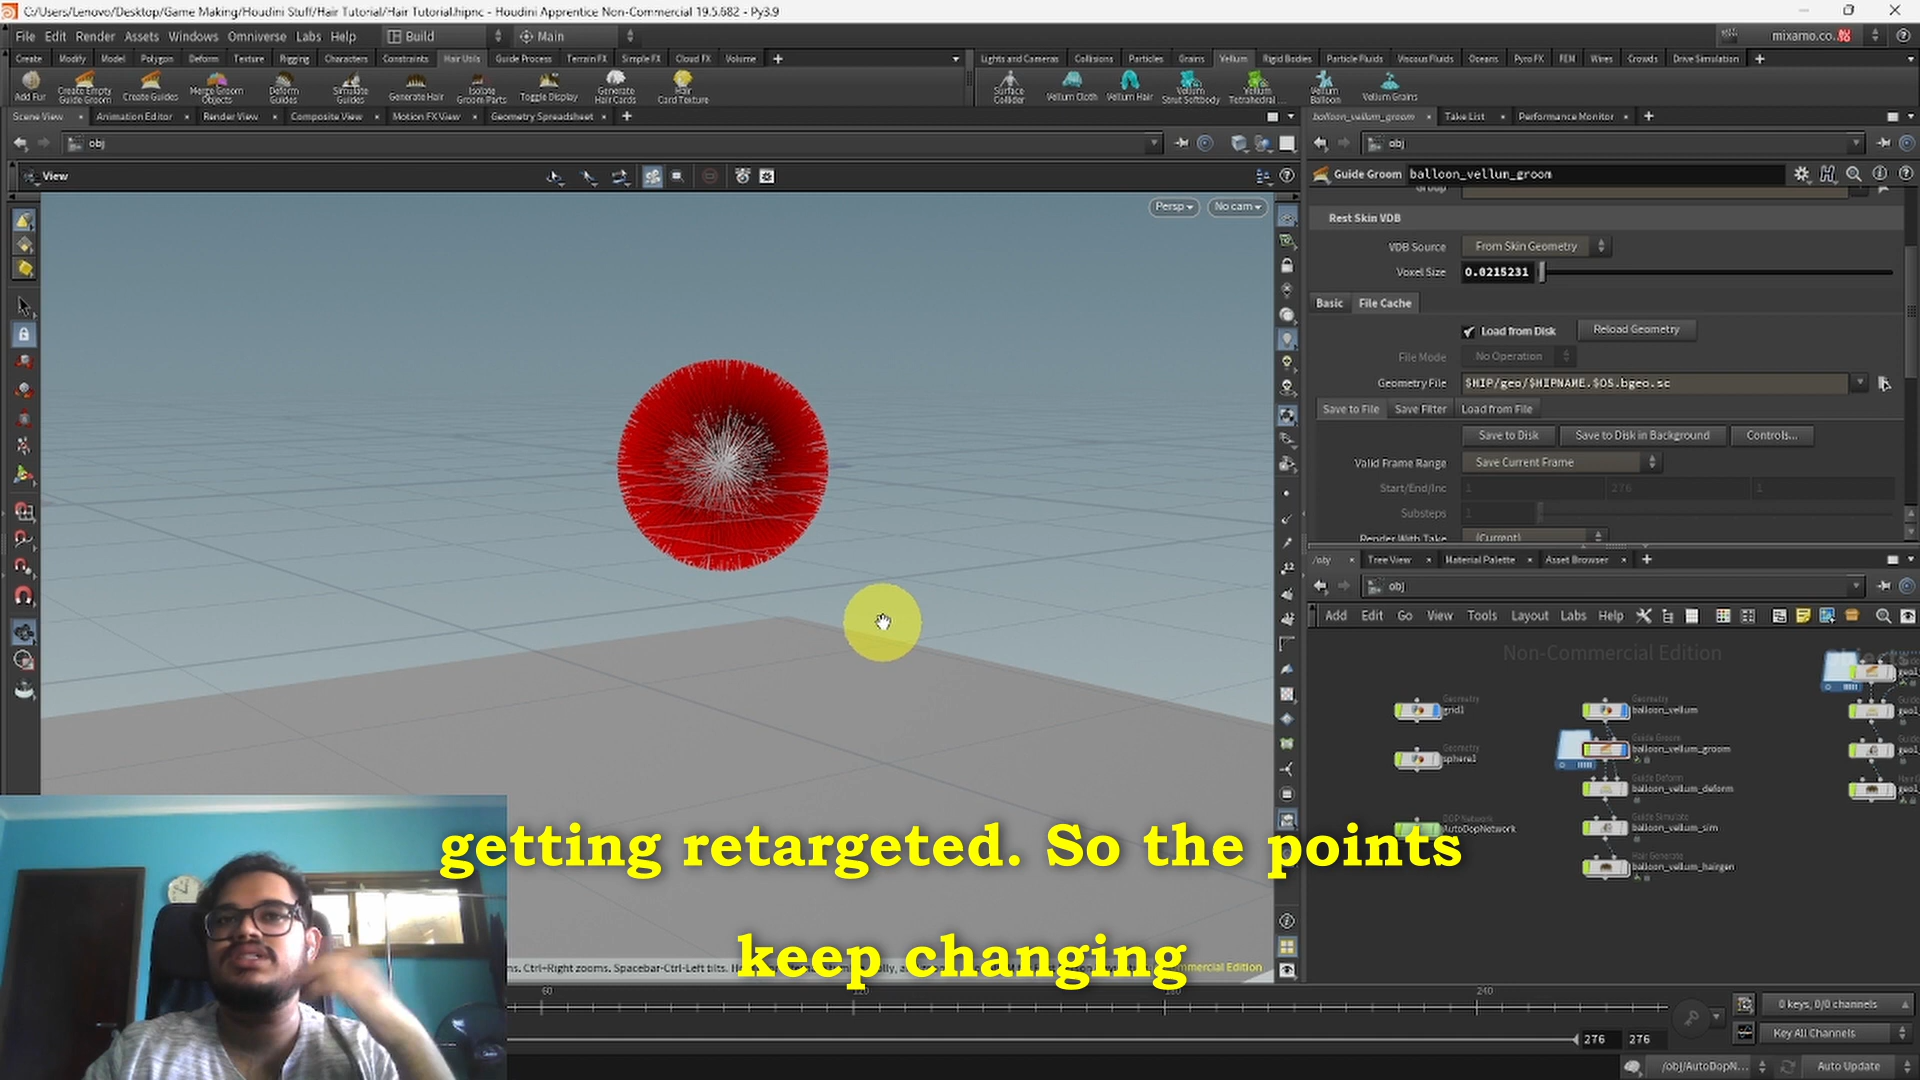 C:/Users/Lenovo/Desktop/Game Making/Houdini Stuff/Hair Tutorial/Hair Tutorial.hipnc - Houdini Apprentice Non-Commercial 19.5.682 - Py3.9
File Edit Render Assets Windows Omniverse Labs Help Build Main mixamo.co...
Create Modify Model Polygon Deform Texture Rigging Characters Constraints Hair Utils Guide Process Terrain FX Simple FX Cloud FX Volume
Lights and Cameras Collisions Particles Grains Vellum Rigid Bodies Particle Fluids Viscous Fluids Oceans Pyro FX FEM Wires Crowds Drive Simulation
Add Fur Create Empty Guide Groom Create Guides Merge Groom Objects Deform Guides Simulate Guides Generate Hair Isolate Groom Parts Toggle Display Generate Hair Cards Hair Card Texture
Surface Collider Vellum Cloth Vellum Hair Vellum Strut Softbody Vellum Tetrahedral ... Vellum Balloon Vellum Grains
Scene View Animation Editor Render View Composite View Motion FX View Geometry Spreadsheet
balloon_vellum_groom Take List Performance Monitor
obj
obj
View
Persp No cam
Guide Groom balloon_vellum_groom
Group
Rest Skin VDB
VDB Source From Skin Geometry
Voxel Size 0.0215231
Basic File Cache
Load from Disk Reload Geometry
File Mode No Operation
Geometry File $HIP/geo/$HIPNAME.$OS.bgeo.sc
Save to File Save Filter Load from File
Save to Disk Save to Disk in Background Controls...
Valid Frame Range Save Current Frame
Start/End/Inc 1 276 1
Substeps 1
Render With Take (Current)
/obj Tree View Material Palette Asset Browser
obj
Add Edit Go View Tools Layout Labs Help
Non-Commercial Edition
Geometry
grid1
Geometry
sphere1
DOP Network
AutoDopNetwork
Geometry
balloon_vellum
Guide Groom
balloon_vellum_groom
Guide Deform
balloon_vellum_deform
Guide Simulate
balloon_vellum_sim
Hair Generate
balloon_vellum_hairgen
getting retargeted. So the points
keep changing
ns. Ctrl+Right zooms. Spacebar-Ctrl-Left tilts.
60 120 180 240
0 keys, 0/0 channels
276 276 Key All Channels
/obj/AutoDopN... Auto Update